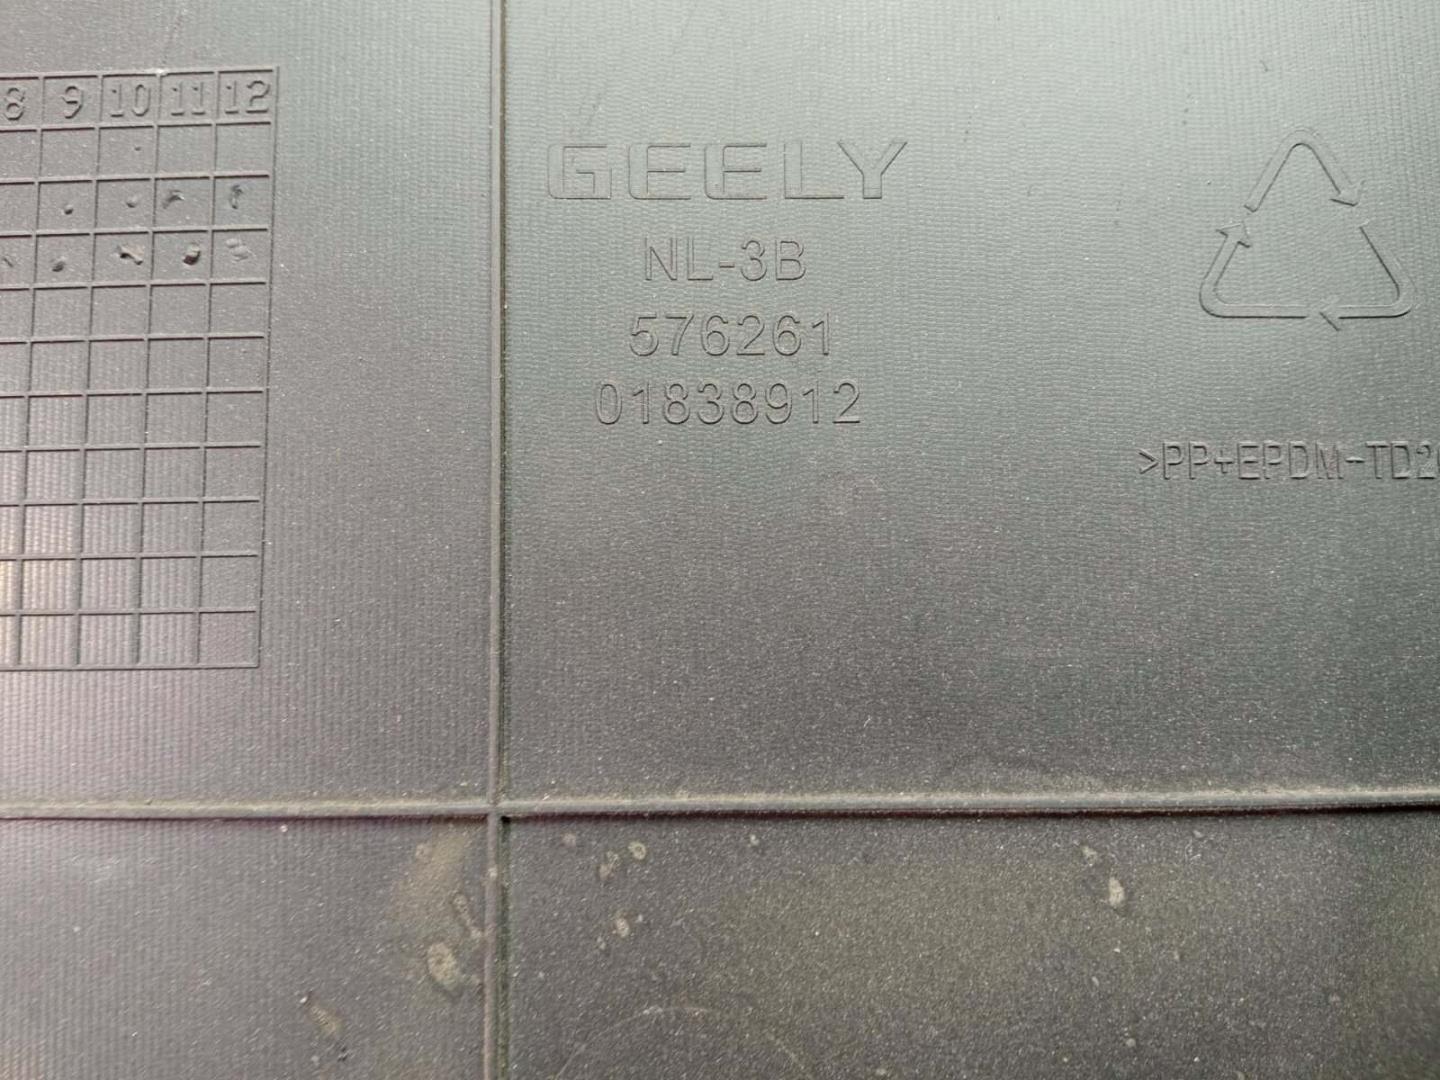 8 9 10 11 12
GEELY
NL-3B
576261
01838912
>PP+EPDM-TD2